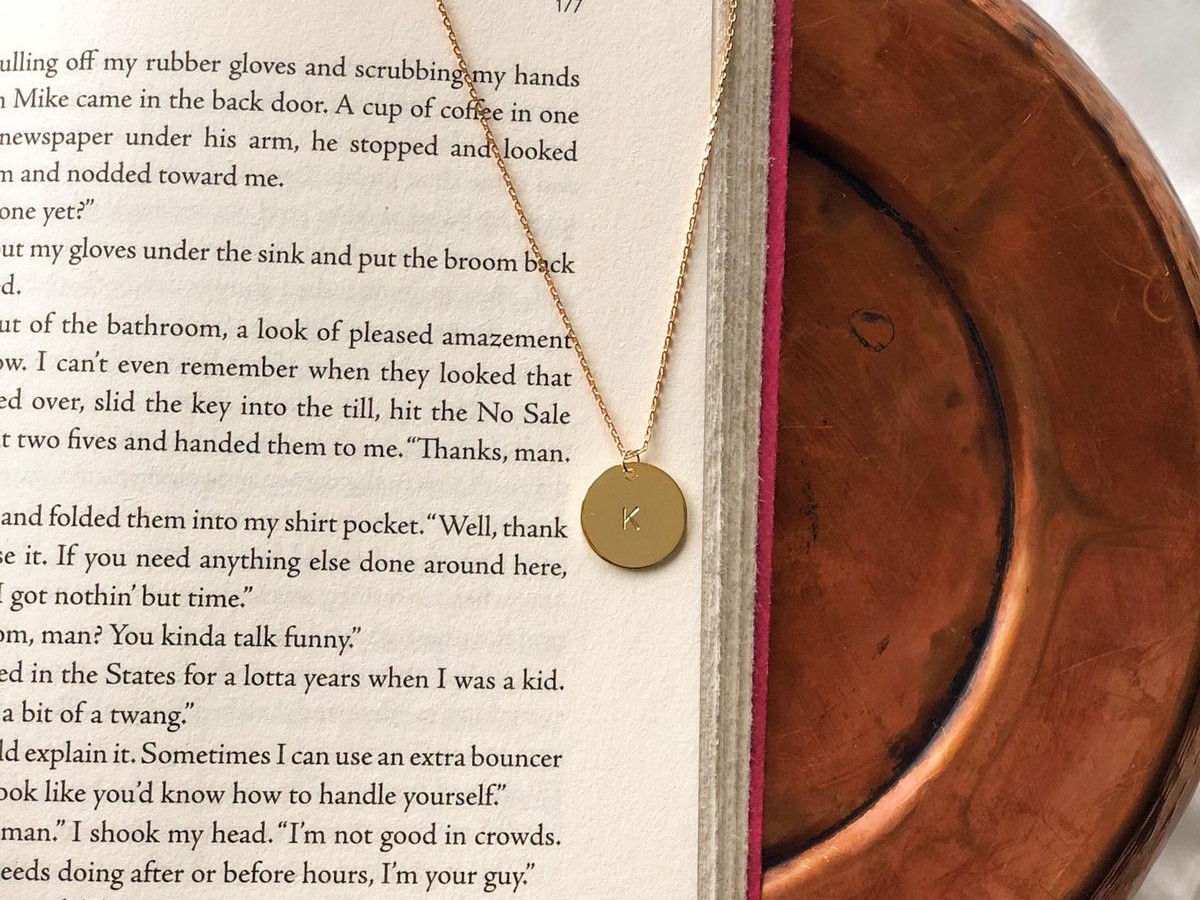 177
ulling off my rubber gloves and scrubbing my hands
n Mike came in the back door. A cup of coffee in one
newspaper under his arm, he stopped and looked
m and nodded toward me.
one yet?”
ut my gloves under the sink and put the broom back
d.
ut of the bathroom, a look of pleased amazement
ow. I can’t even remember when they looked that
ed over, slid the key into the till, hit the No Sale
t two fives and handed them to me. “Thanks, man.
and folded them into my shirt pocket. “Well, thank
se it. If you need anything else done around here,
I got nothin’ but time.”
om, man? You kinda talk funny.”
ed in the States for a lotta years when I was a kid.
a bit of a twang.”
ld explain it. Sometimes I can use an extra bouncer
ook like you’d know how to handle yourself.”
man.” I shook my head. “I’m not good in crowds.
eeds doing after or before hours, I’m your guy.”
K